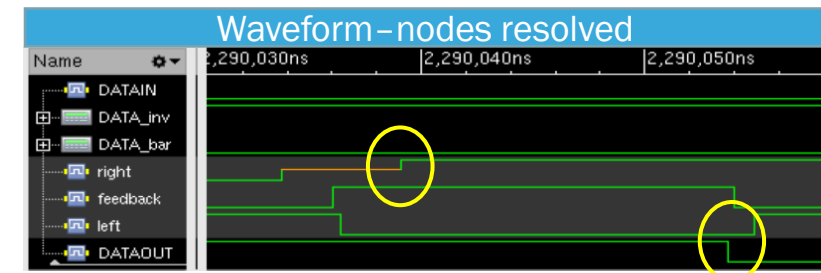 Waveform–nodes resolved
Name
2,290,030ns
2,290,040ns
2,290,050ns
DATAIN
DATA_inv
DATA_bar
right
feedback
left
DATAOUT